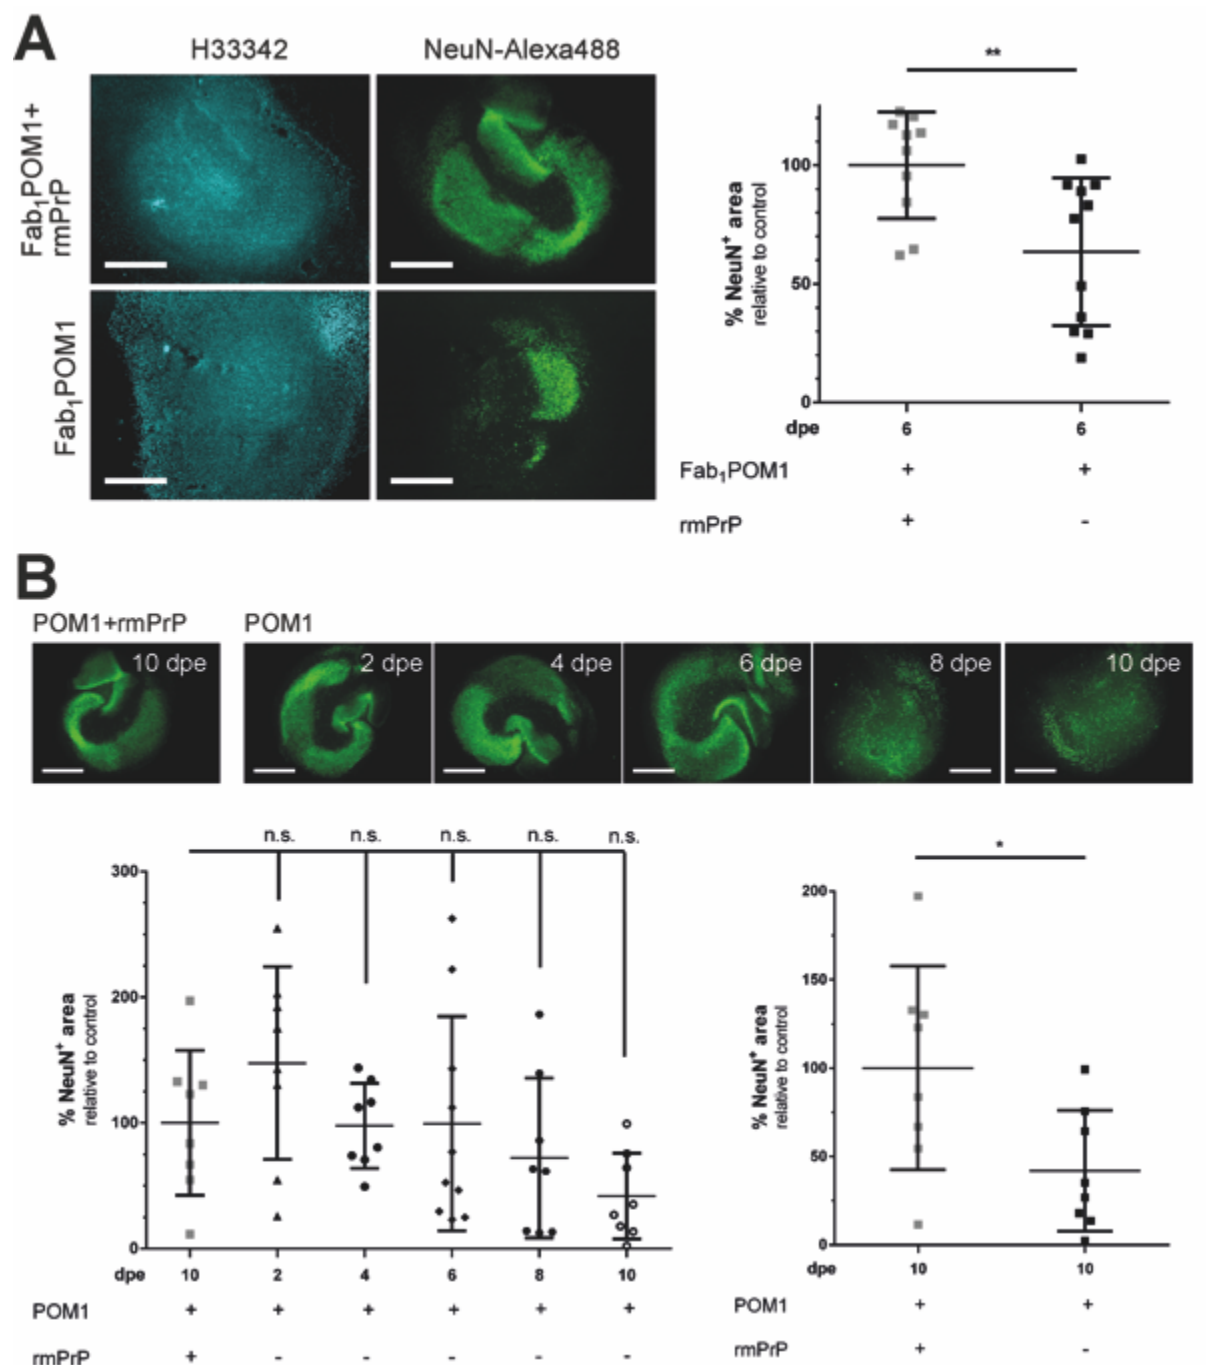 A
H33342
NeuN-Alexa488
Fab₁POM1+
rmPrP
Fab₁POM1
**
% NeuN⁺ area
relative to control
100
50
0
dpe
6
6
Fab₁POM1
+
+
rmPrP
+
-
B
POM1+rmPrP
POM1
10 dpe
2 dpe
4 dpe
6 dpe
8 dpe
10 dpe
n.s.
n.s.
n.s.
n.s.
n.s.
% NeuN⁺ area
relative to control
300
200
100
0
dpe
10
2
4
6
8
10
POM1
+
+
+
+
+
+
rmPrP
+
-
-
-
-
-
*
% NeuN⁺ area
relative to control
200
150
100
50
0
dpe
10
10
POM1
+
+
rmPrP
+
-